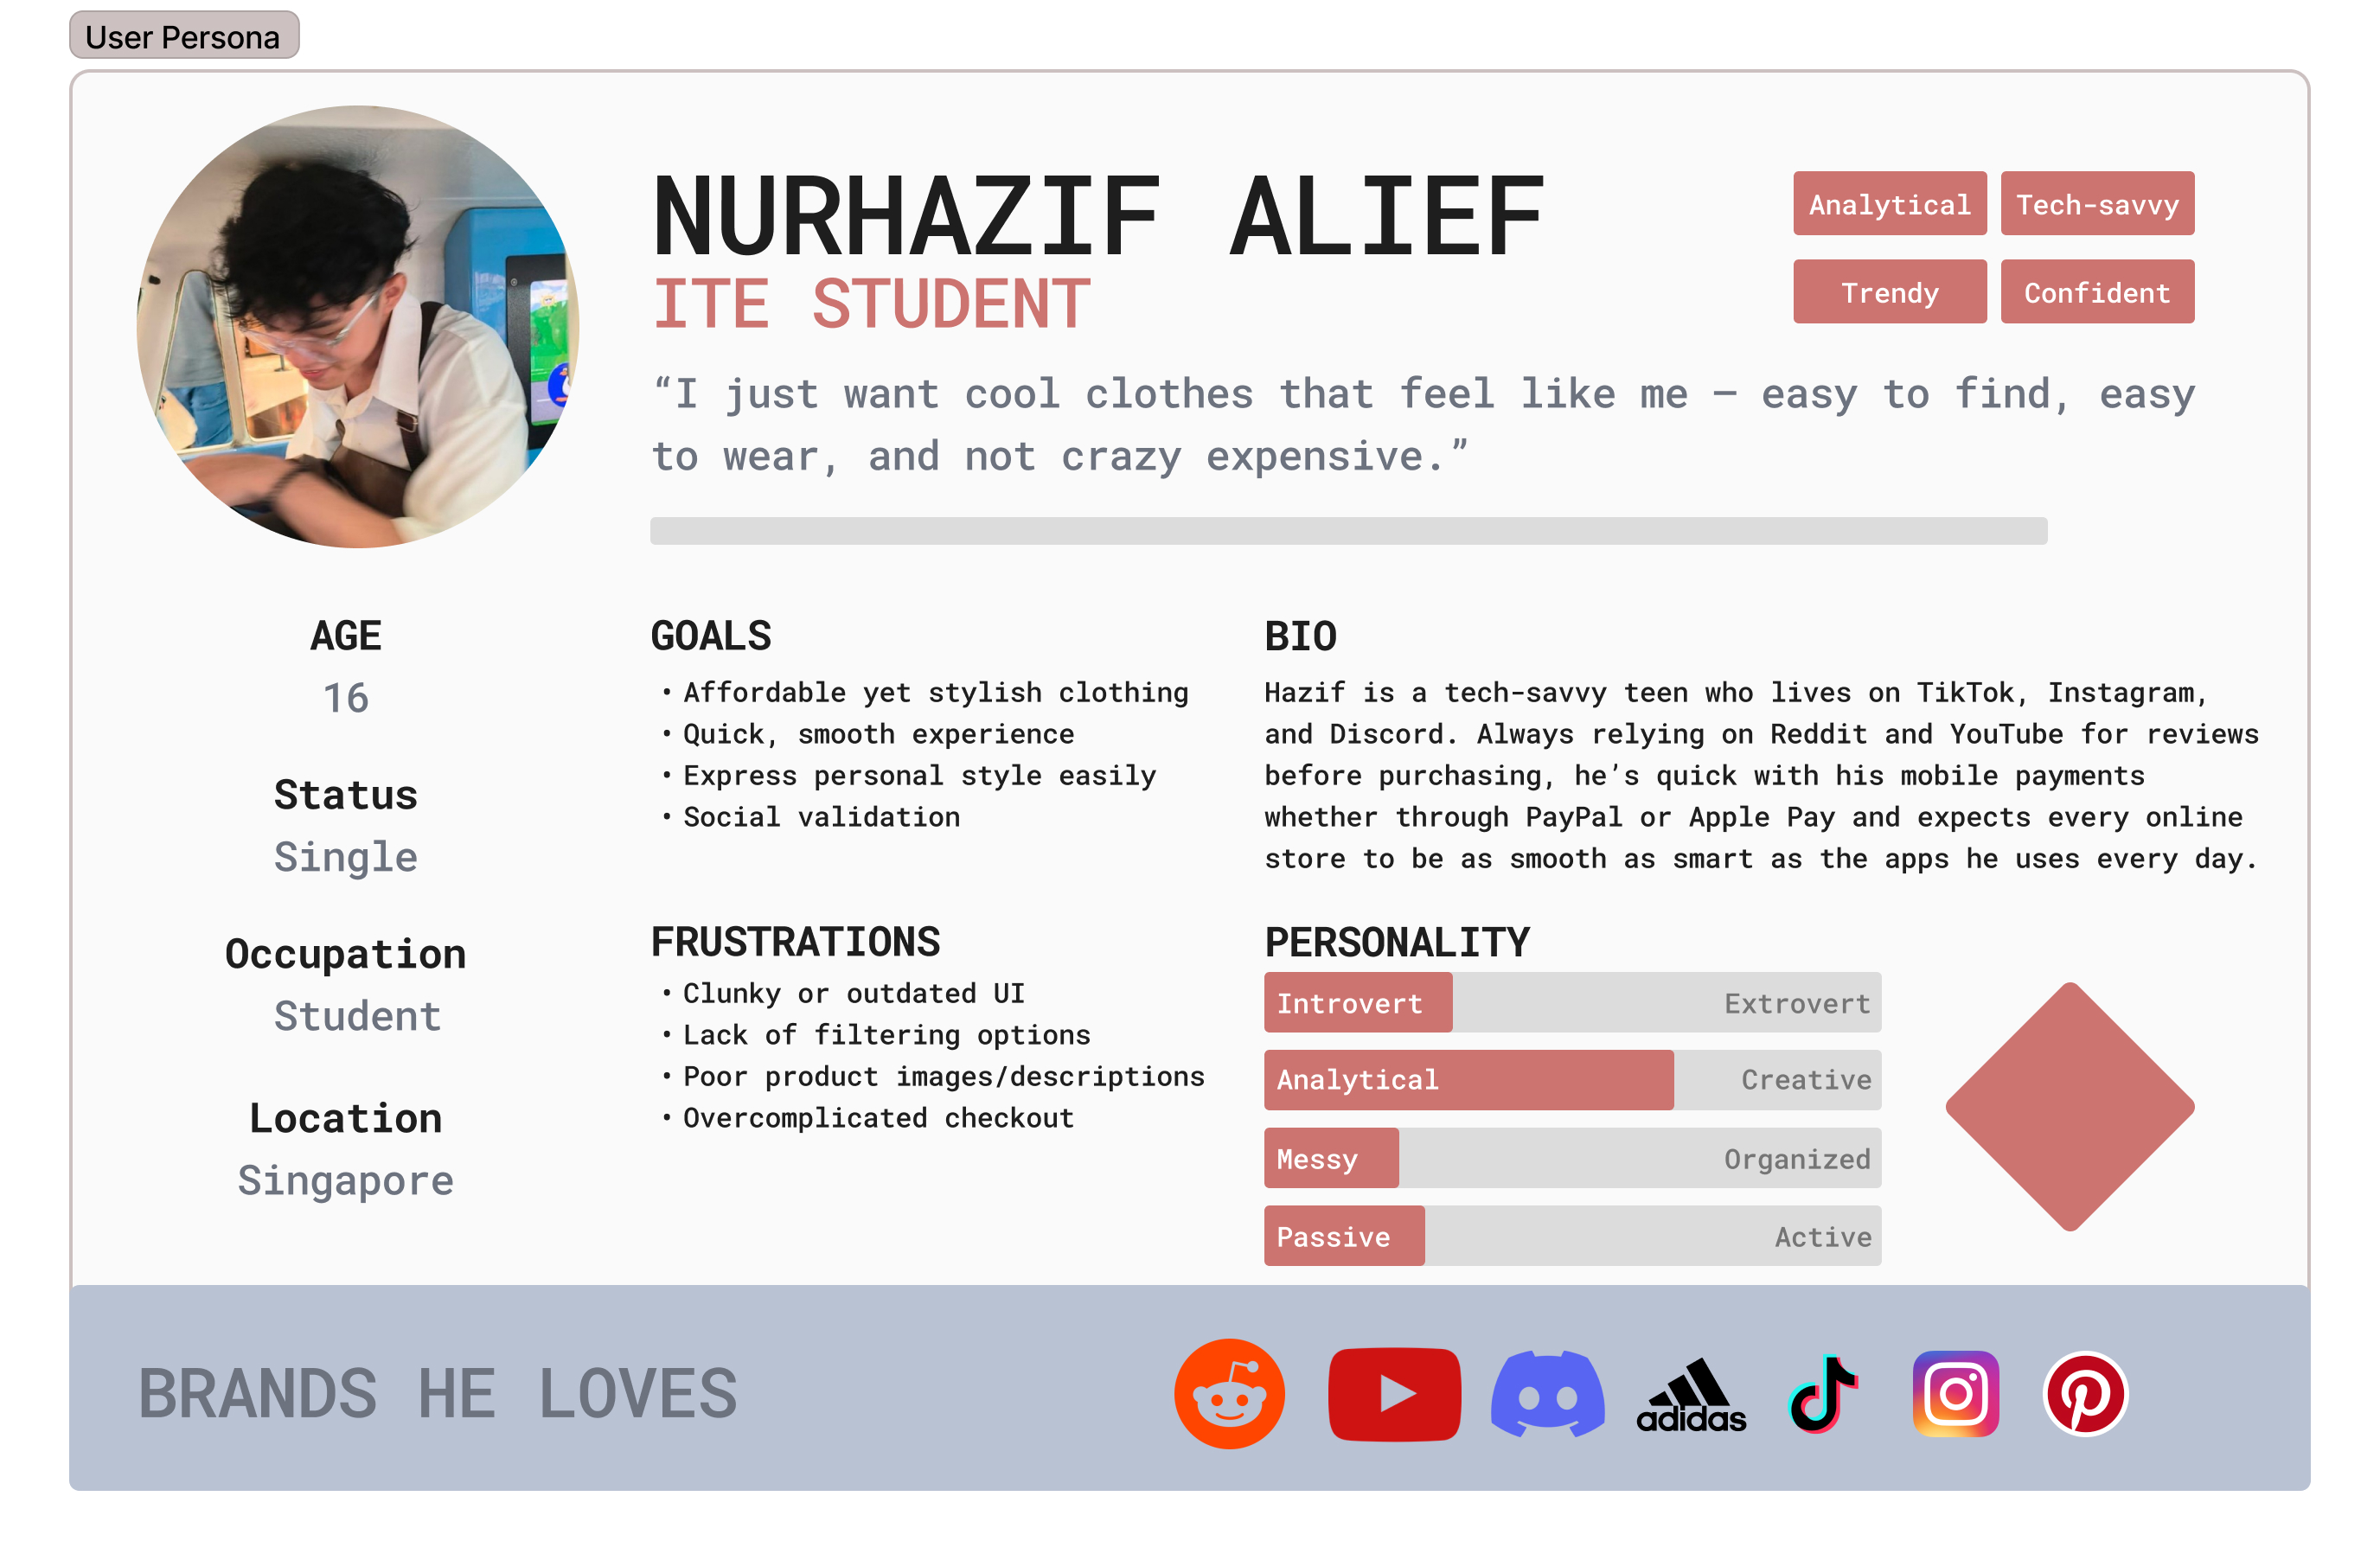 User Persona
NURHAZIF ALIEF
ITE STUDENT
Analytical
Tech-savvy
Trendy
Confident
“I just want cool clothes that feel like me – easy to find, easy
to wear, and not crazy expensive.”
AGE
16
Status
Single
Occupation
Student
Location
Singapore
GOALS
• Affordable yet stylish clothing
• Quick, smooth experience
• Express personal style easily
• Social validation
FRUSTRATIONS
• Clunky or outdated UI
• Lack of filtering options
• Poor product images/descriptions
• Overcomplicated checkout
BIO
Hazif is a tech-savvy teen who lives on TikTok, Instagram,
and Discord. Always relying on Reddit and YouTube for reviews
before purchasing, he’s quick with his mobile payments
whether through PayPal or Apple Pay and expects every online
store to be as smooth as smart as the apps he uses every day.
PERSONALITY
Introvert Extrovert
Analytical Creative
Messy Organized
Passive Active
BRANDS HE LOVES
adidas